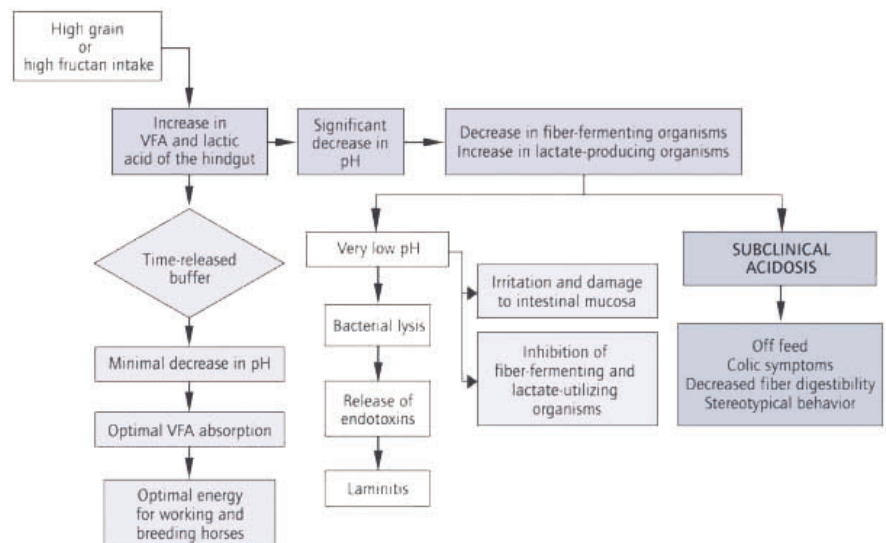 High grain
or
high fructan intake
Increase in
VFA and lactic
acid of the hindgut
Significant
decrease in
pH
Decrease in fiber-fermenting organisms
Increase in lactate-producing organisms
Time-released
buffer
Minimal decrease in pH
Optimal VFA absorption
Optimal energy
for working and
breeding horses
Very low pH
Bacterial lysis
Release of
endotoxins
Laminitis
Irritation and damage
to intestinal mucosa
Inhibition of
fiber-fermenting and
lactate-utilizing
organisms
SUBCLINICAL
ACIDOSIS
Off feed
Colic symptoms
Decreased fiber digestibility
Stereotypical behavior